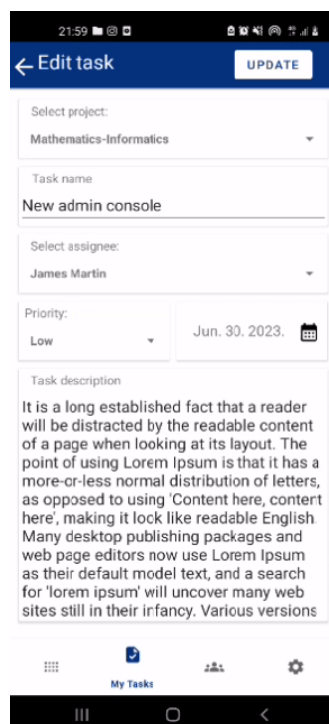 21:59
Edit task
UPDATE
Select project:
Mathematics-Informatics
Task name
New admin console
Select assignee:
James Martin
Priority:
Low
Jun. 30. 2023.
Task description
It is a long established fact that a reader
will be distracted by the readable content
of a page when looking at its layout. The
point of using Lorem Ipsum is that it has a
more-or-less normal distribution of letters,
as opposed to using 'Content here, content
here', making it look like readable English.
Many desktop publishing packages and
web page editors now use Lorem Ipsum
as their default model text, and a search
for 'lorem ipsum' will uncover many web
sites still in their infancy. Various versions
My Tasks